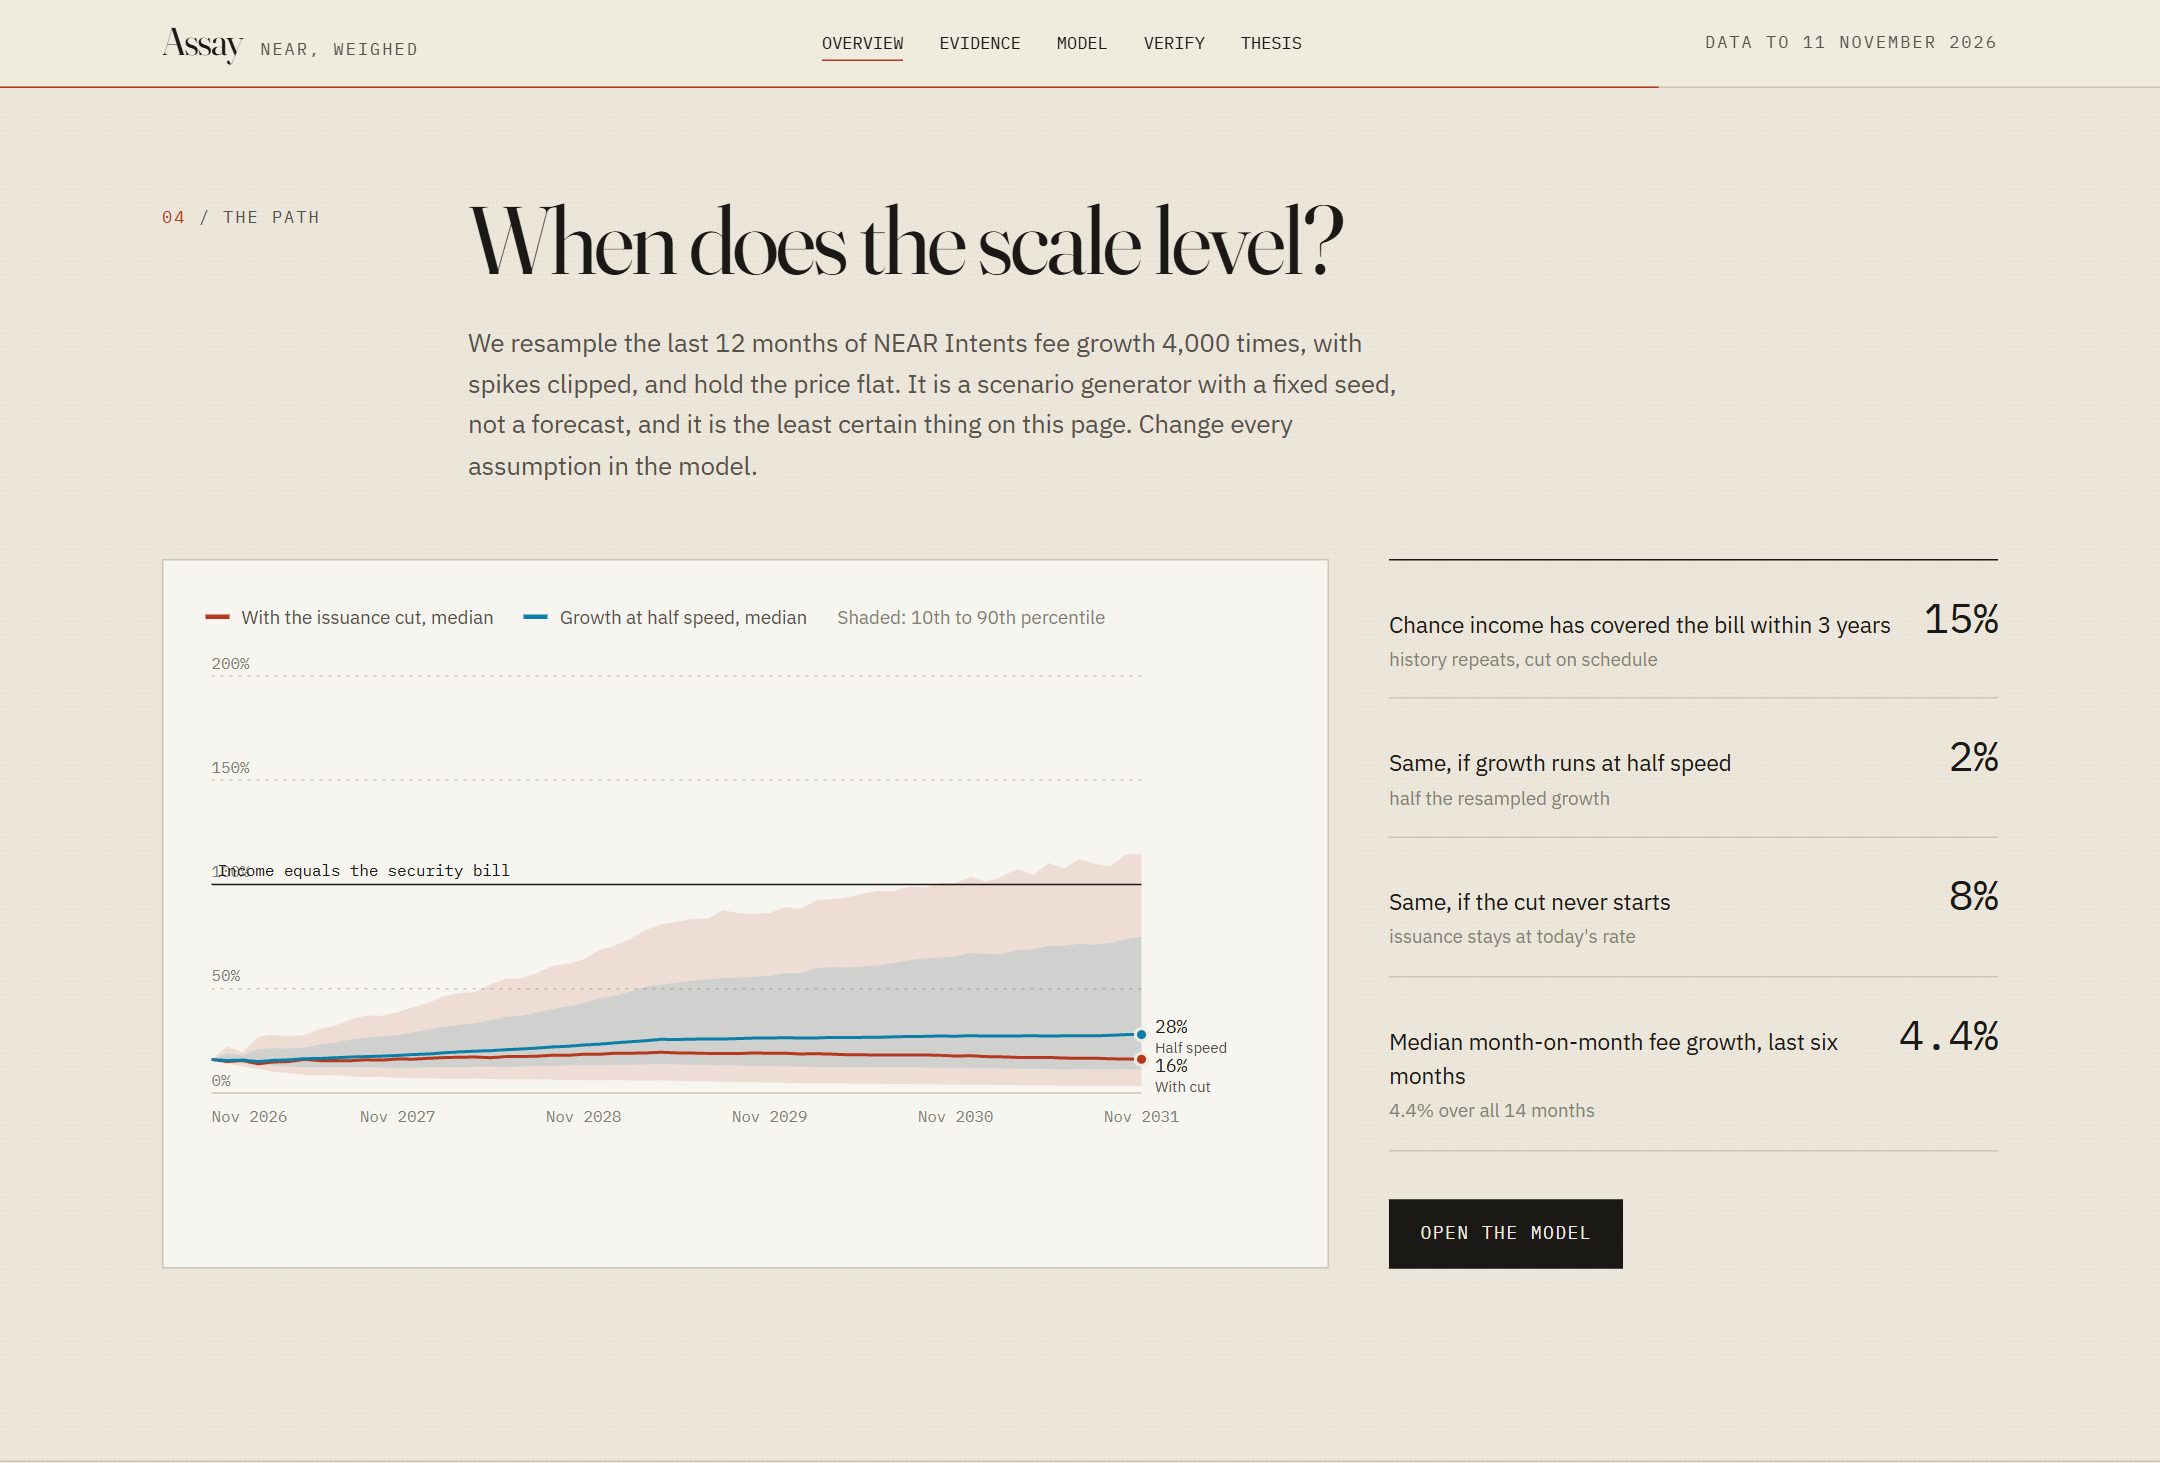 Assay NEAR, WEIGHED
OVERVIEW EVIDENCE MODEL VERIFY THESIS
DATA TO 11 NOVEMBER 2026
04 / THE PATH
When does the scale level?
We resample the last 12 months of NEAR Intents fee growth 4,000 times, with
spikes clipped, and hold the price flat. It is a scenario generator with a fixed seed,
not a forecast, and it is the least certain thing on this page. Change every
assumption in the model.
With the issuance cut, median Growth at half speed, median Shaded: 10th to 90th percentile
200%
150%
100%
Income equals the security bill
50%
28%
Half speed
16%
With cut
0%
Nov 2026 Nov 2027 Nov 2028 Nov 2029 Nov 2030 Nov 2031
Chance income has covered the bill within 3 years 15%
history repeats, cut on schedule
Same, if growth runs at half speed 2%
half the resampled growth
Same, if the cut never starts 8%
issuance stays at today's rate
Median month-on-month fee growth, last six 4.4%
months
4.4% over all 14 months
OPEN THE MODEL